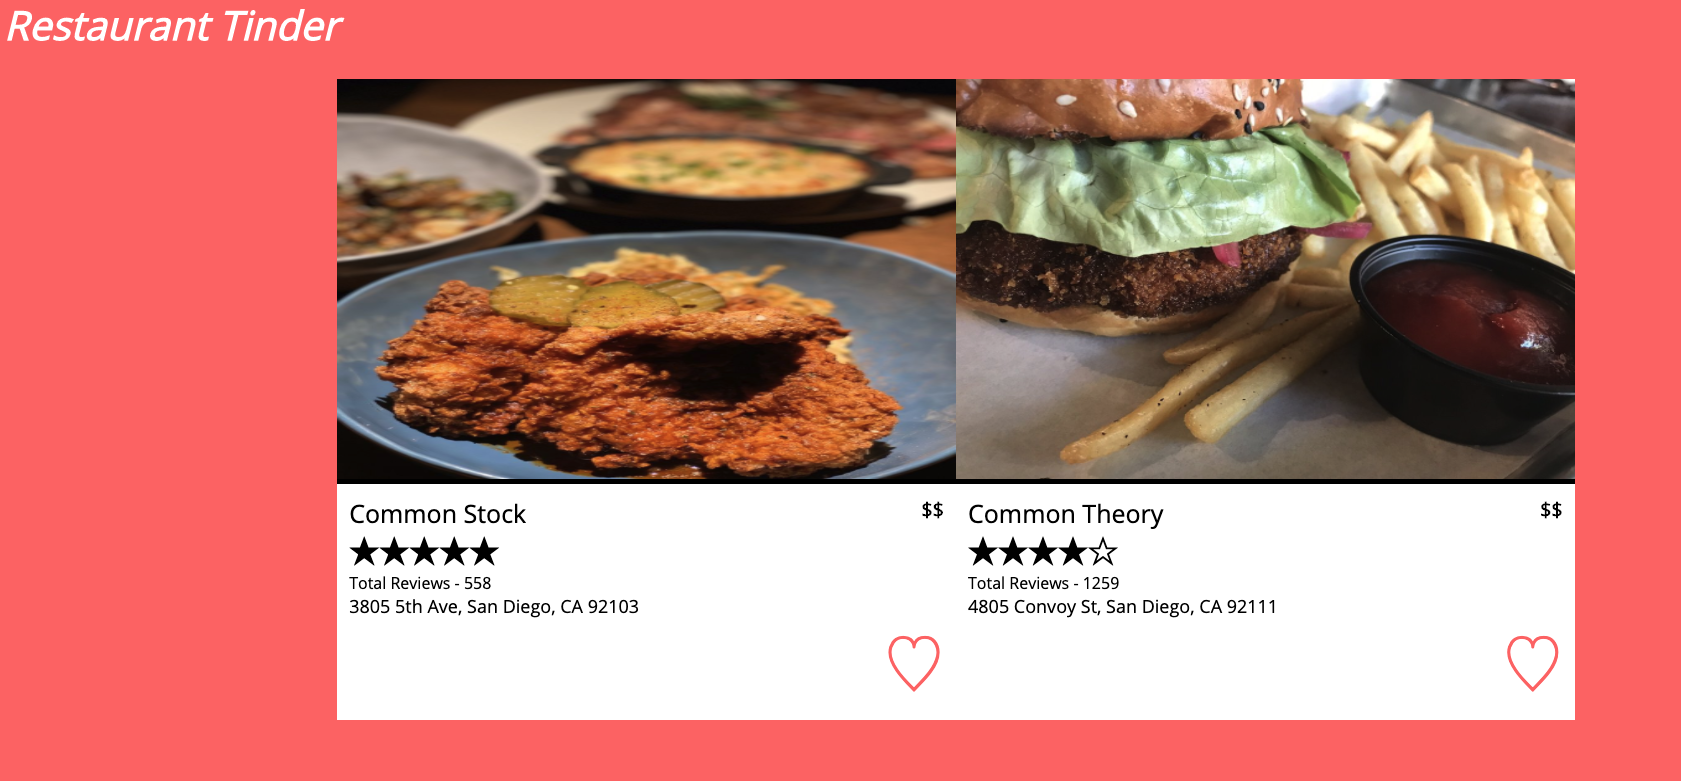 Restaurant Tinder
Common Stock
$$
★★★★★
Total Reviews - 558
3805 5th Ave, San Diego, CA 92103
Common Theory
$$
★★★★☆
Total Reviews - 1259
4805 Convoy St, San Diego, CA 92111